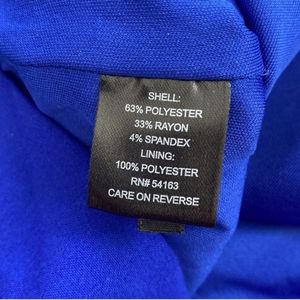 SHELL:
63% POLYESTER
33% RAYON
4% SPANDEX
LINING:
100% POLYESTER
RN# 54163
CARE ON REVERSE